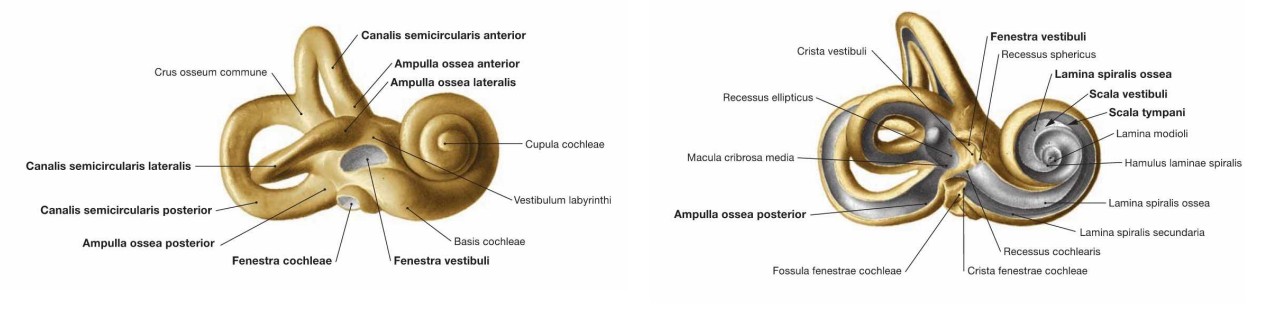 Canalis semicircularis anterior
Ampulla ossea anterior
Crus osseum commune
Ampulla ossea lateralis
Cupula cochleae
Canalis semicircularis lateralis
Vestibulum labyrinthi
Canalis semicircularis posterior
Ampulla ossea posterior
Basis cochleae
Fenestra cochleae
Fenestra vestibuli
Fenestra vestibuli
Crista vestibuli
Recessus sphericus
Lamina spiralis ossea
Scala vestibuli
Recessus ellipticus
Scala tympani
Lamina modioli
Macula cribrosa media
Hamulus laminae spiralis
Lamina spiralis ossea
Ampulla ossea posterior
Lamina spiralis secundaria
Recessus cochlearis
Fossula fenestrae cochleae
Crista fenestrae cochleae